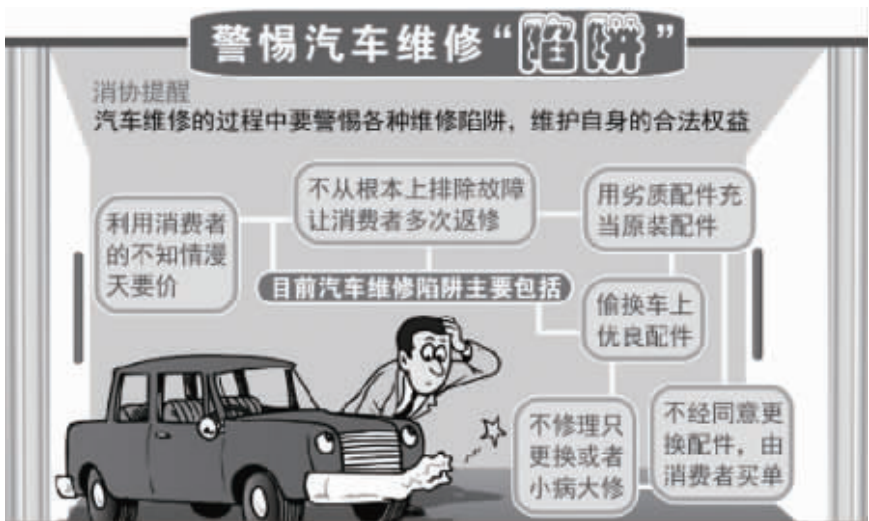 警惕汽车维修“陷阱”
消协提醒
汽车维修的过程中要警惕各种维修陷阱，维护自身的合法权益
利用消费者
的不知情漫
天要价
不从根本上排除故障
让消费者多次返修
用劣质配件充
当原装配件
目前汽车维修陷阱主要包括
偷换车上
优良配件
不修理只
更换或者
小病大修
不经同意更
换配件，由
消费者买单